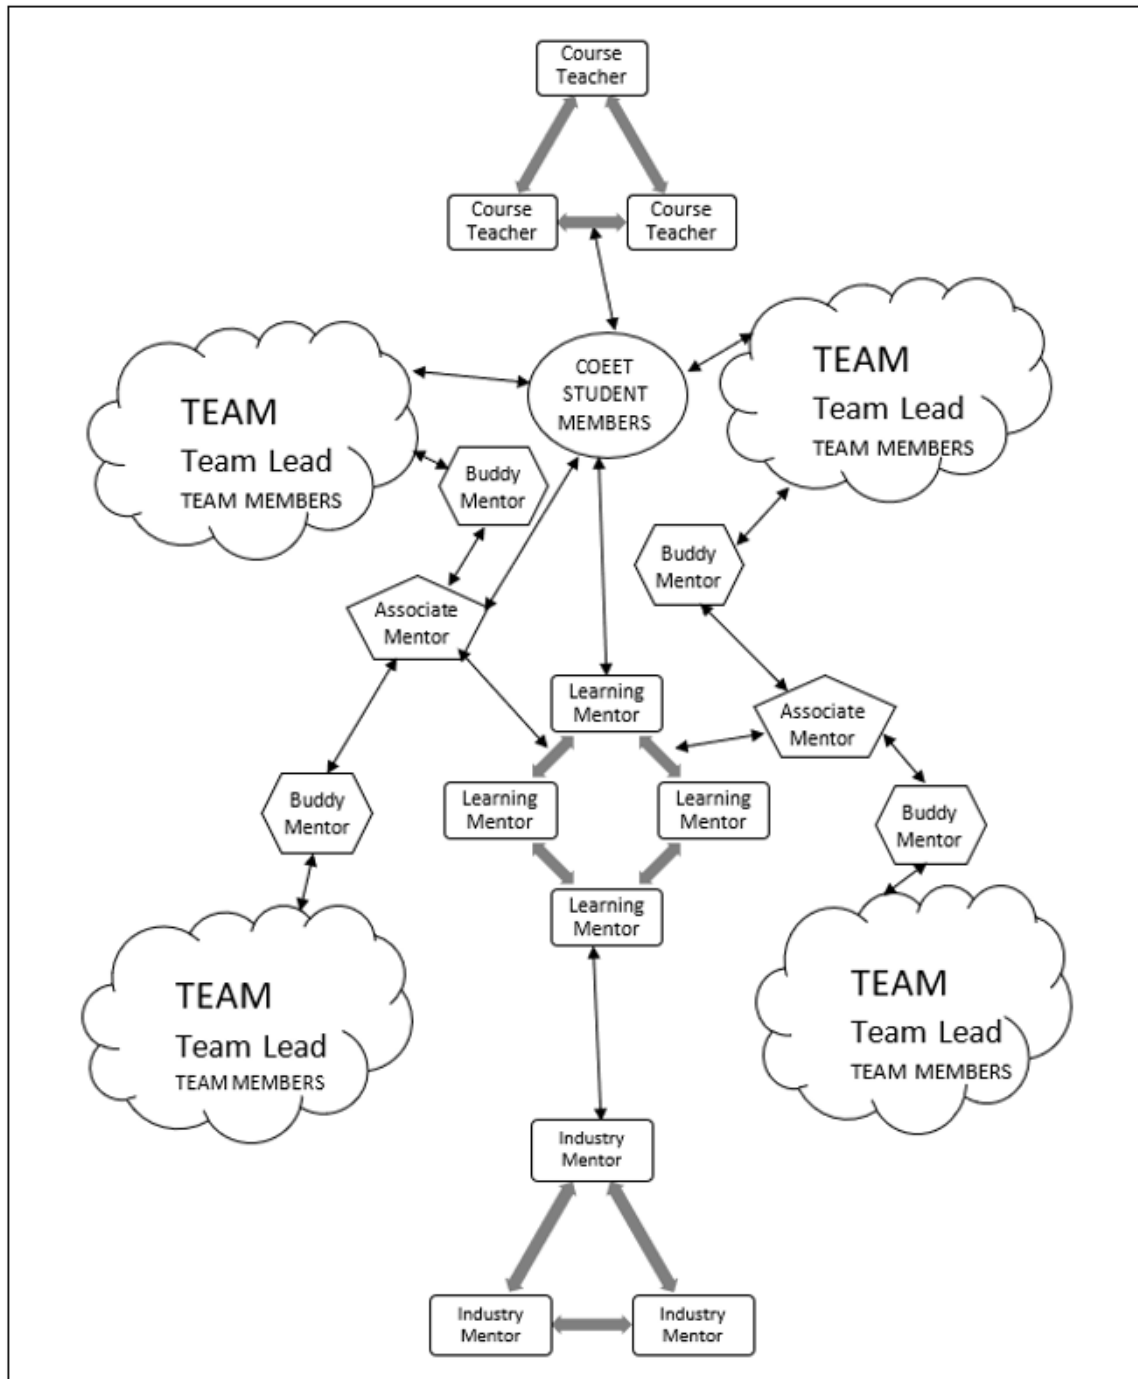 Course
Teacher
Course
Teacher
Course
Teacher
COEET
STUDENT
MEMBERS
TEAM
Team Lead
TEAM MEMBERS
TEAM
Team Lead
TEAM MEMBERS
Buddy
Mentor
Buddy
Mentor
Associate
Mentor
Learning
Mentor
Associate
Mentor
Buddy
Mentor
Learning
Mentor
Learning
Mentor
Buddy
Mentor
Learning
Mentor
TEAM
Team Lead
TEAM MEMBERS
TEAM
Team Lead
TEAM MEMBERS
Industry
Mentor
Industry
Mentor
Industry
Mentor